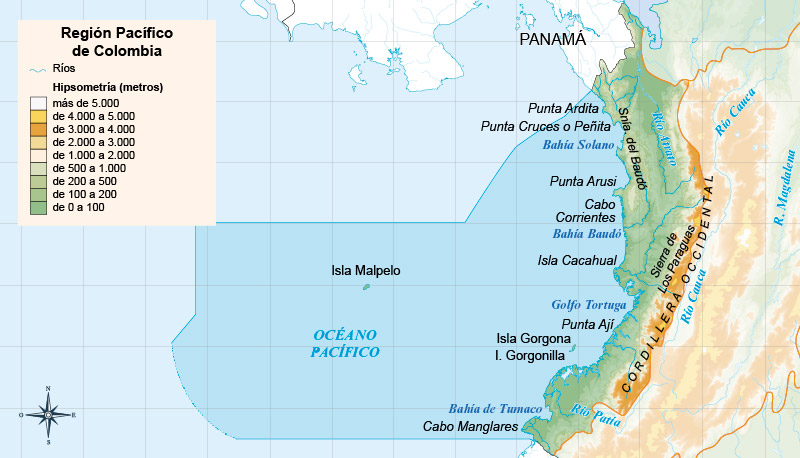 Región Pacífico
de Colombia
Ríos
Hipsometría (metros)
más de 5.000
de 4.000 a 5.000
de 3.000 a 4.000
de 2.000 a 3.000
de 1.000 a 2.000
de 500 a 1.000
de 200 a 500
de 100 a 200
de 0 a 100
PANAMÁ
Punta Ardita
Punta Cruces o Peñita
Bahía Solano
Punta Arusi
Cabo
Corrientes
Bahía Baudó
Isla Cacahual
Golfo Tortuga
Punta Ají
Isla Gorgona
I. Gorgonilla
Bahía de Tumaco
Cabo Manglares
Isla Malpelo
OCÉANO
PACÍFICO
Snía. del Baudó
Río Atrato
Río Cauca
R. Magdalena
Sierra de
Los Paraguas
CORDILLERA OCCIDENTAL
Río Cauca
Río Patía
N
O
E
S